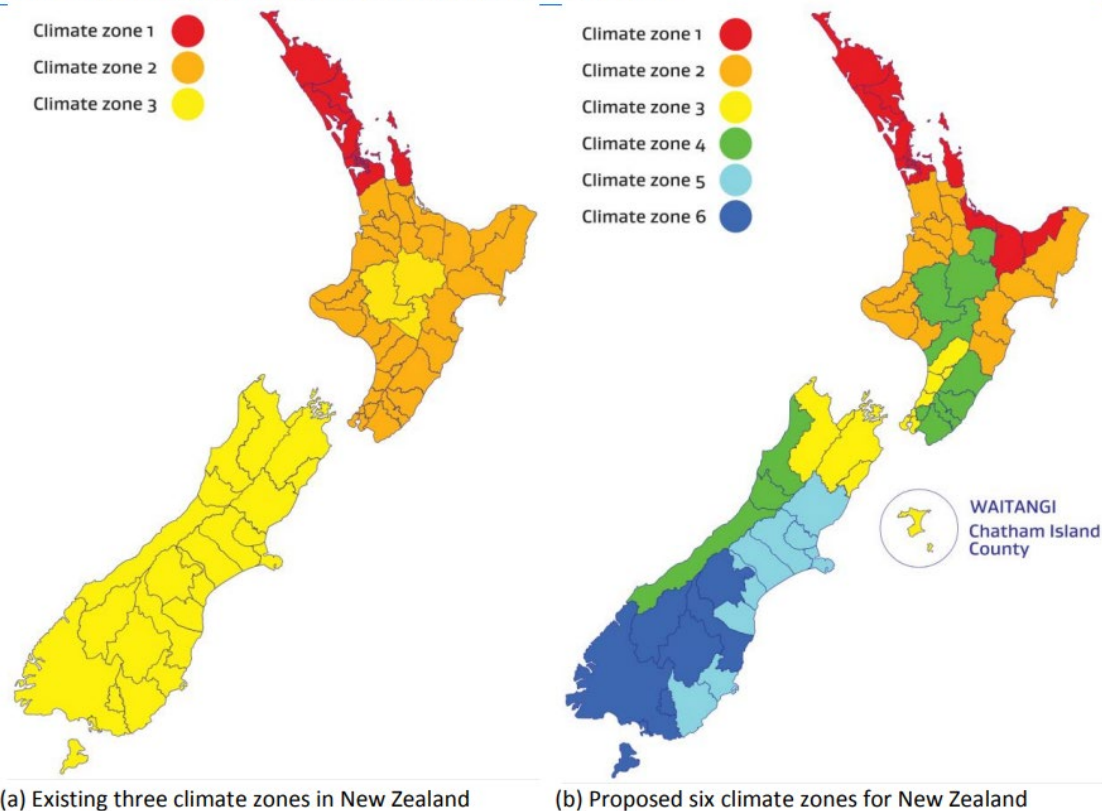 Climate zone 1
Climate zone 2
Climate zone 3
Climate zone 1
Climate zone 2
Climate zone 3
Climate zone 4
Climate zone 5
Climate zone 6
WAITANGI
Chatham Island
County
(a) Existing three climate zones in New Zealand
(b) Proposed six climate zones for New Zealand